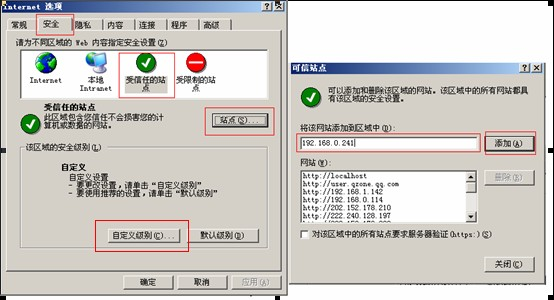 internet 选项
常规 安全 隐私 内容 连接 程序 高级
请为不同区域的 Web 内容指定安全设置(Z)
Internet
本地
Intranet
受信任的站
点
受限制的站
点
受信任的站点
此区域包含您信任不会损害您的计
算机或数据的网站。
站点(S)...
该区域的安全级别(L)
自定义
自定义设置
- 要更改设置,请单击“自定义级别”
- 要使用推荐的设置,请单击“默认级别”
自定义级别(C)...
默认级别(D)
确定
取消
应用(A)
可信站点
可以添加和删除该区域的网站。该区域中的所有网站都具
有该区域的安全设置。
将该网站添加到区域中(D):
192.168.0.241
添加(A)
网站(W):
http://localhost
http://user.qzone.qq.com
http://192.168.1.142
http://192.168.0.114
http://202.152.178.210
http://222.240.128.197
删除(R)
对该区域中的所有站点要求服务器验证(https:)(S)
关闭(C)